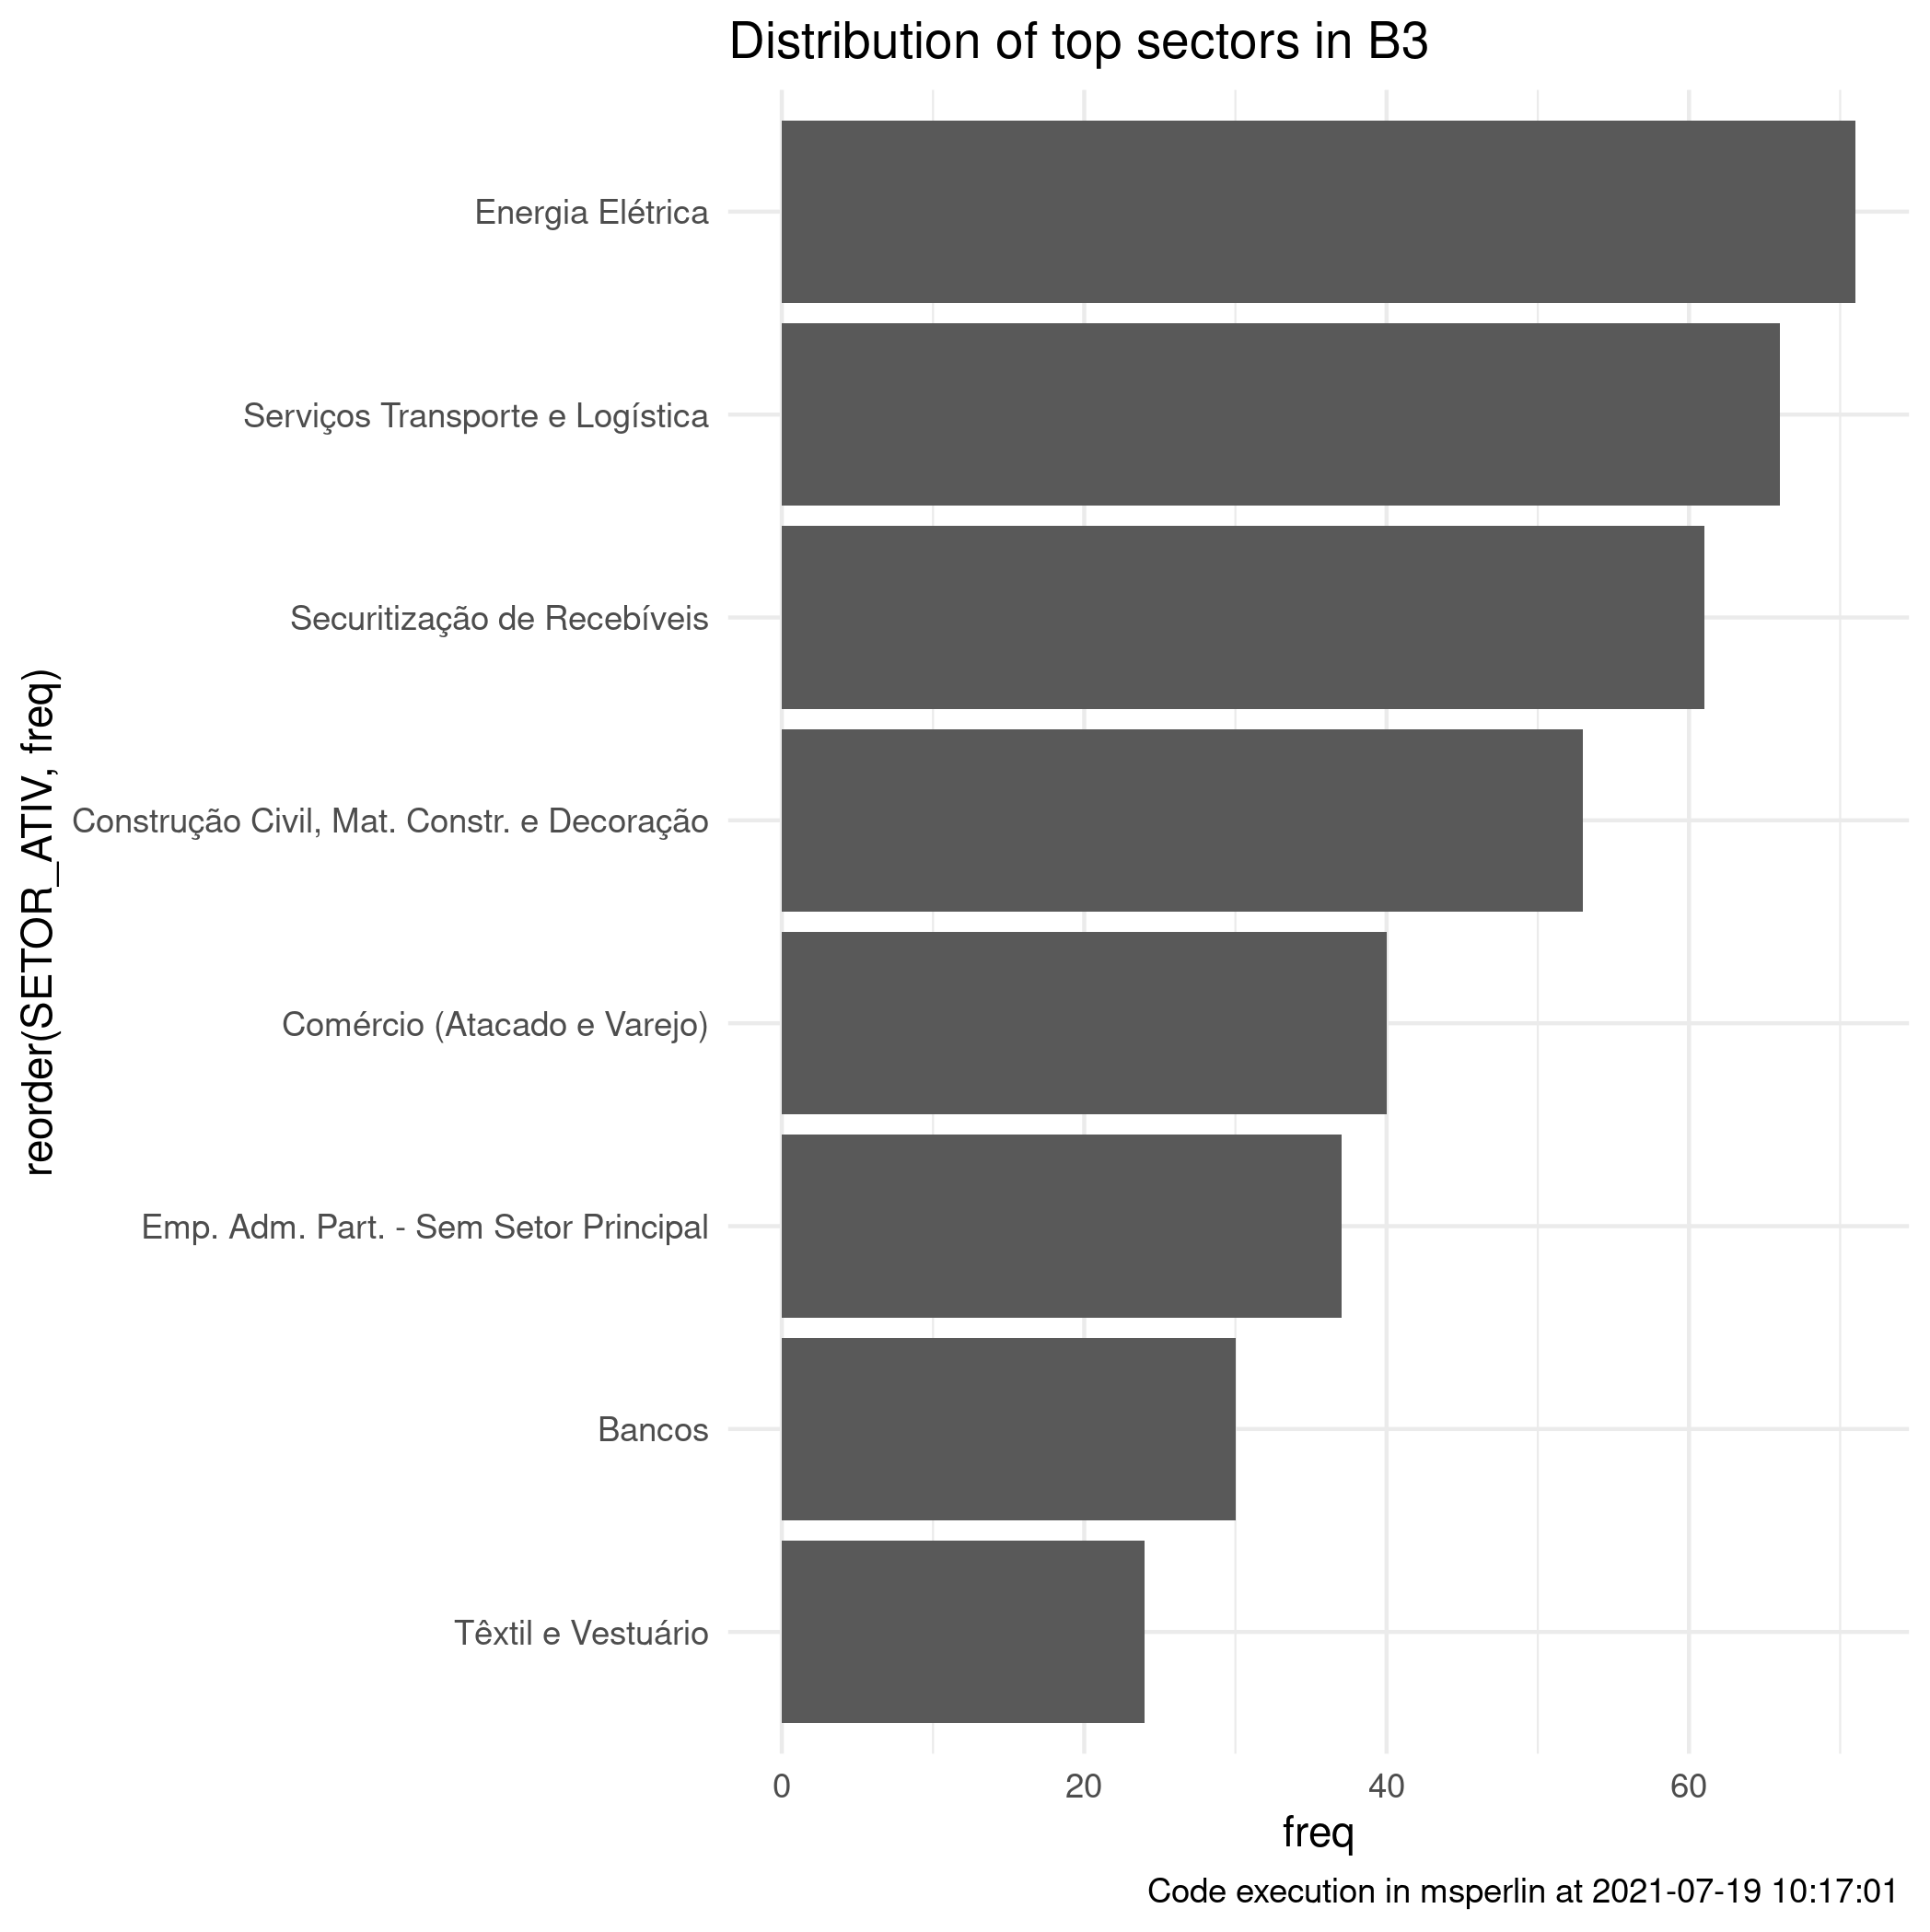 Distribution of top sectors in B3
reorder(SETOR_ATIV, freq)
Energia Elétrica
Serviços Transporte e Logística
Securitização de Recebíveis
Construção Civil, Mat. Constr. e Decoração
Comércio (Atacado e Varejo)
Emp. Adm. Part. - Sem Setor Principal
Bancos
Têxtil e Vestuário
0 20 40 60
freq
Code execution in msperlin at 2021-07-19 10:17:01